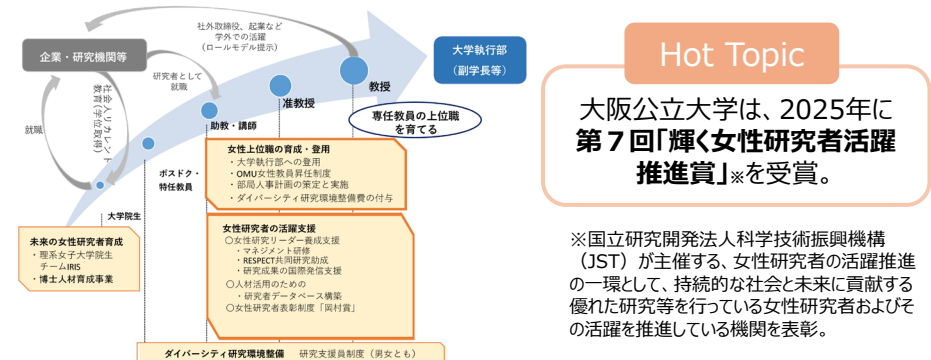 社外取締役、起業など
学外での活躍
(ロールモデル提示)
企業・研究機関等
大学執行部
(副学長等)
研究者として
就職
社会人リカレント
教育(学位取得)
就職
教授
准教授
助教・講師
ポスドク・
特任教員
大学院生
専任教員の上位職
を育てる
女性上位職の育成・登用
・大学執行部への登用
・OMU女性教員昇任制度
・部局人事計画の策定と実施
・ダイバーシティ研究環境整備費の付与
未来の女性研究者育成
・理系女子大学院生
チームIRIS
・博士人材育成事業
女性研究者の活躍支援
〇女性研究リーダー養成支援
・マネジメント研修
・RESPECT共同研究助成
・研究成果の国際発信支援
〇人材活用のための
・研究者データベース構築
〇女性研究者表彰制度「岡村賞」
ダイバーシティ研究環境整備 研究支援員制度(男女とも)
Hot Topic
大阪公立大学は、2025年に
第7回「輝く女性研究者活躍
推進賞」※を受賞。
※国立研究開発法人科学技術振興機構
(JST)が主催する、女性研究者の活躍推進
の一環として、持続的な社会と未来に貢献する
優れた研究等を行っている女性研究者およびそ
の活躍を推進している機関を表彰。